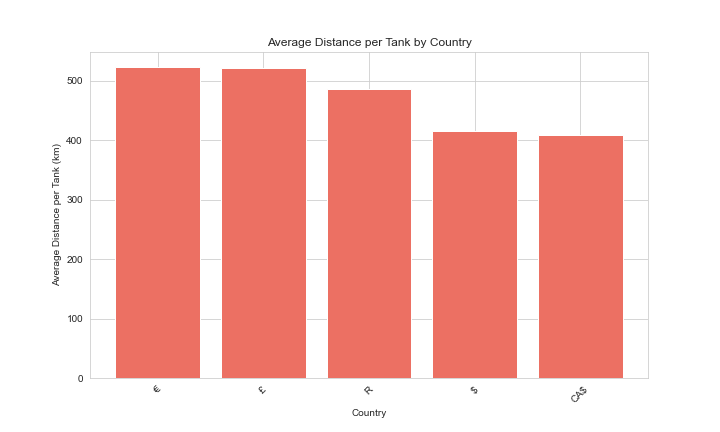 Average Distance per Tank by Country
Average Distance per Tank (km)
500
400
300
200
100
0
€
£
R
$
CA$
Country